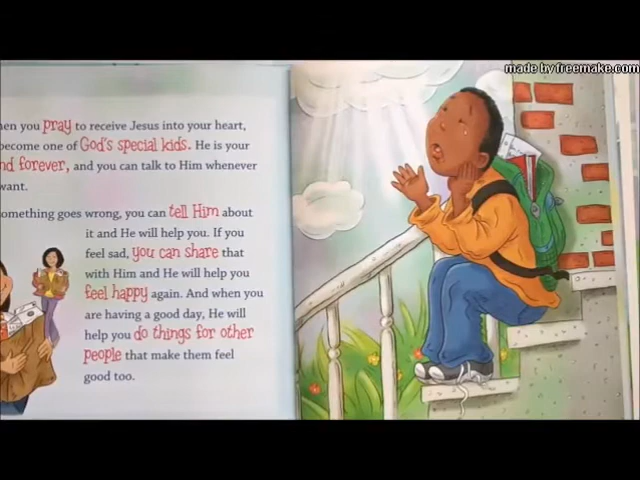 made by freemake.com
en you pray to receive Jesus into your heart,
become one of God's special kids. He is your
nd forever, and you can talk to Him whenever
want.
omething goes wrong, you can tell Him about
it and He will help you. If you
feel sad, you can share that
with Him and He will help you
feel happy again. And when you
are having a good day, He will
help you do things for other
people that make them feel
good too.